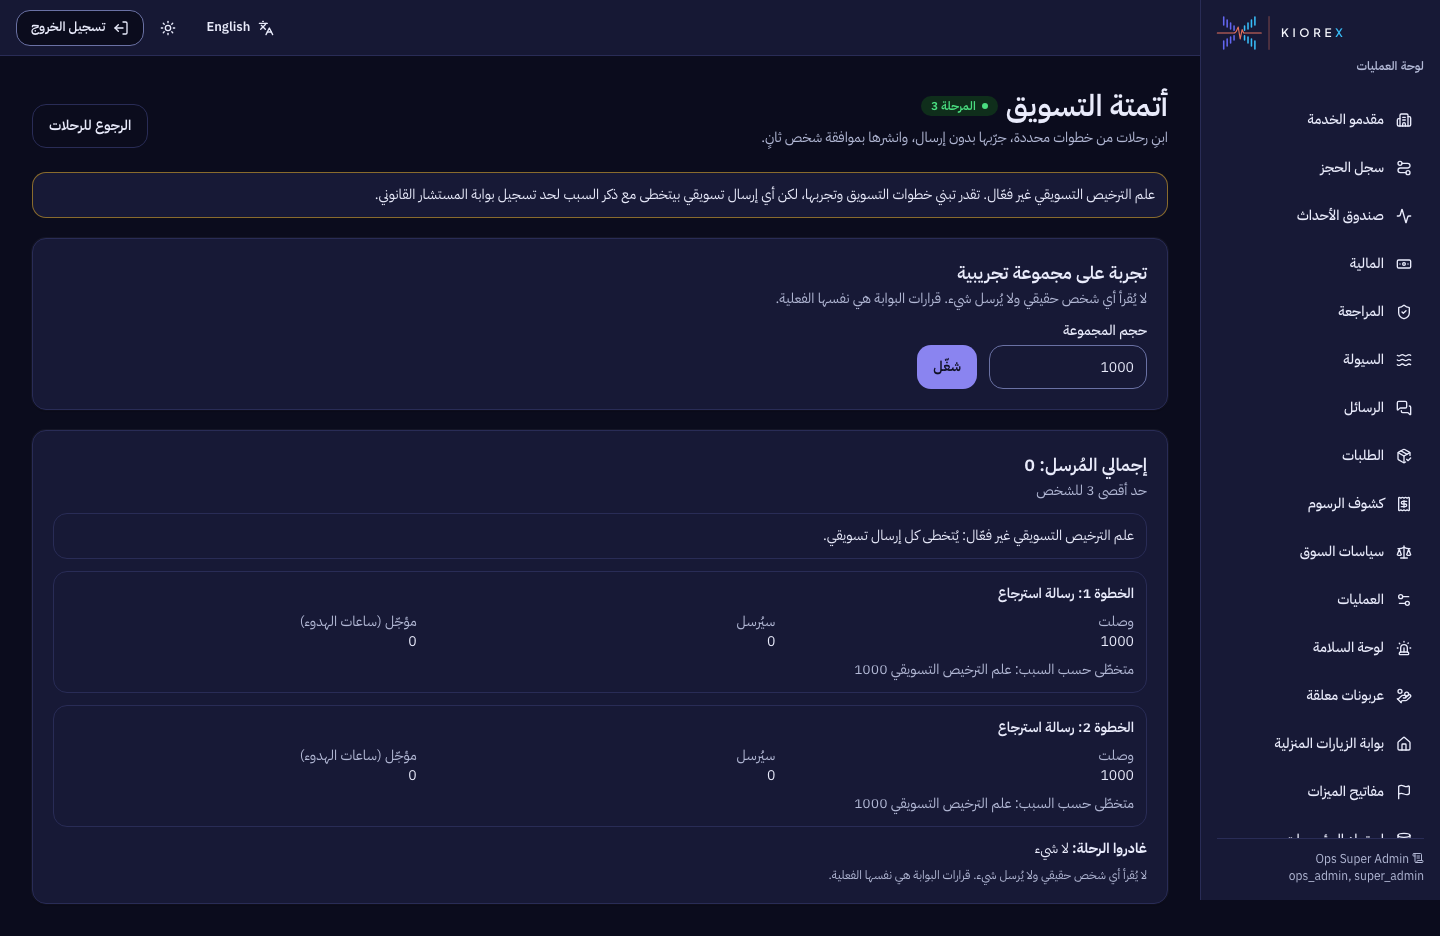 KIOREX
لوحة العمليات
مقدمو الخدمة
سجل الحجز
صندوق الأحداث
المالية
المراجعة
السيولة
الرسائل
الطلبات
كشوف الرسوم
سياسات السوق
العمليات
لوحة السلامة
عربونات معلقة
بوابة الزيارات المنزلية
مفاتيح الميزات
Ops Super Admin
ops_admin, super_admin
English
تسجيل الخروج
أتمتة التسويق
المرحلة 3
ابنِ رحلات من خطوات محددة، جرّبها بدون إرسال، وانشرها بموافقة شخص ثانٍ.
الرجوع للرحلات
علم الترخيص التسويقي غير فعّال. تقدر تبني خطوات التسويق وتجربها، لكن أي إرسال تسويقي بيتخطى مع ذكر السبب لحد تسجيل بوابة المستشار القانوني.
تجربة على مجموعة تجريبية
لا يُقرأ أي شخص حقيقي ولا يُرسل شيء. قرارات البوابة هي نفسها الفعلية.
حجم المجموعة
1000
شغّل
إجمالي المُرسل: 0
حد أقصى 3 للشخص
علم الترخيص التسويقي غير فعّال: يُتخطى كل إرسال تسويقي.
الخطوة 1: رسالة استرجاع
وصلت سيُرسل مؤجّل (ساعات الهدوء)
1000 0 0
متخطّى حسب السبب: علم الترخيص التسويقي 1000
الخطوة 2: رسالة استرجاع
وصلت سيُرسل مؤجّل (ساعات الهدوء)
1000 0 0
متخطّى حسب السبب: علم الترخيص التسويقي 1000
غادروا الرحلة: لا شيء
لا يُقرأ أي شخص حقيقي ولا يُرسل شيء. قرارات البوابة هي نفسها الفعلية.